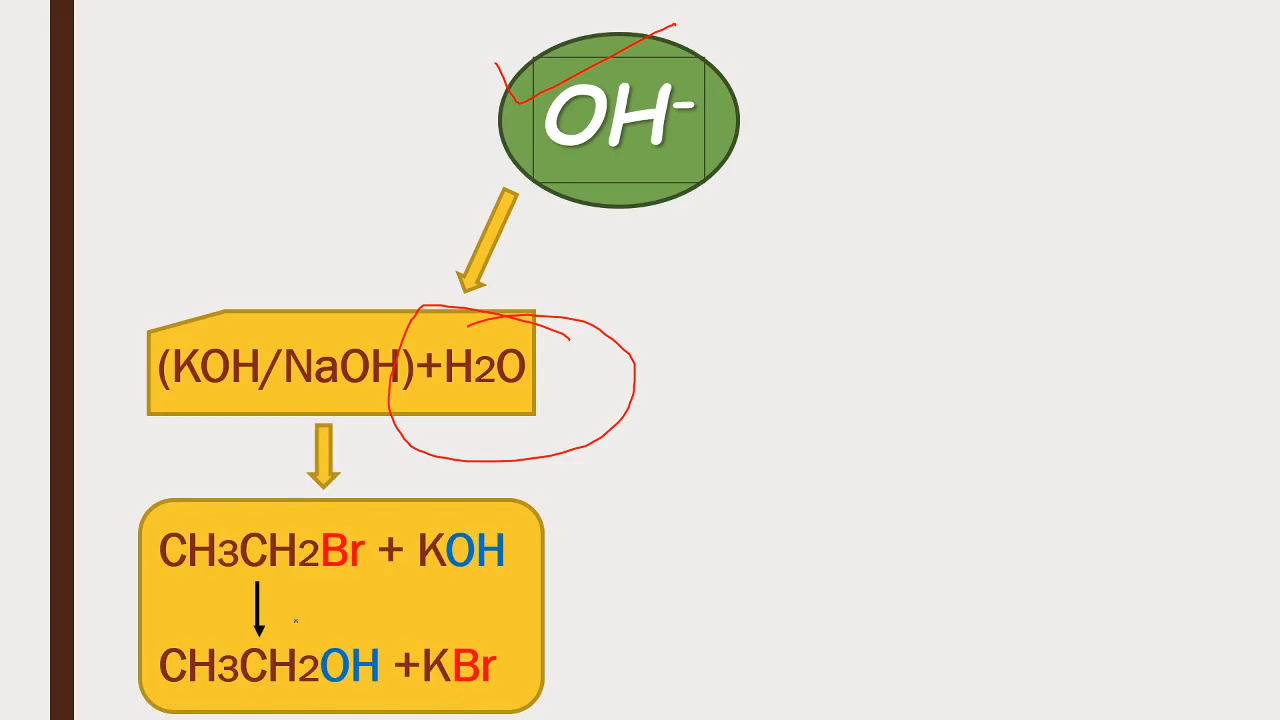 OH-
(KOH/NaOH)+H2O
CH3CH2Br + KOH
CH3CH2OH +KBr